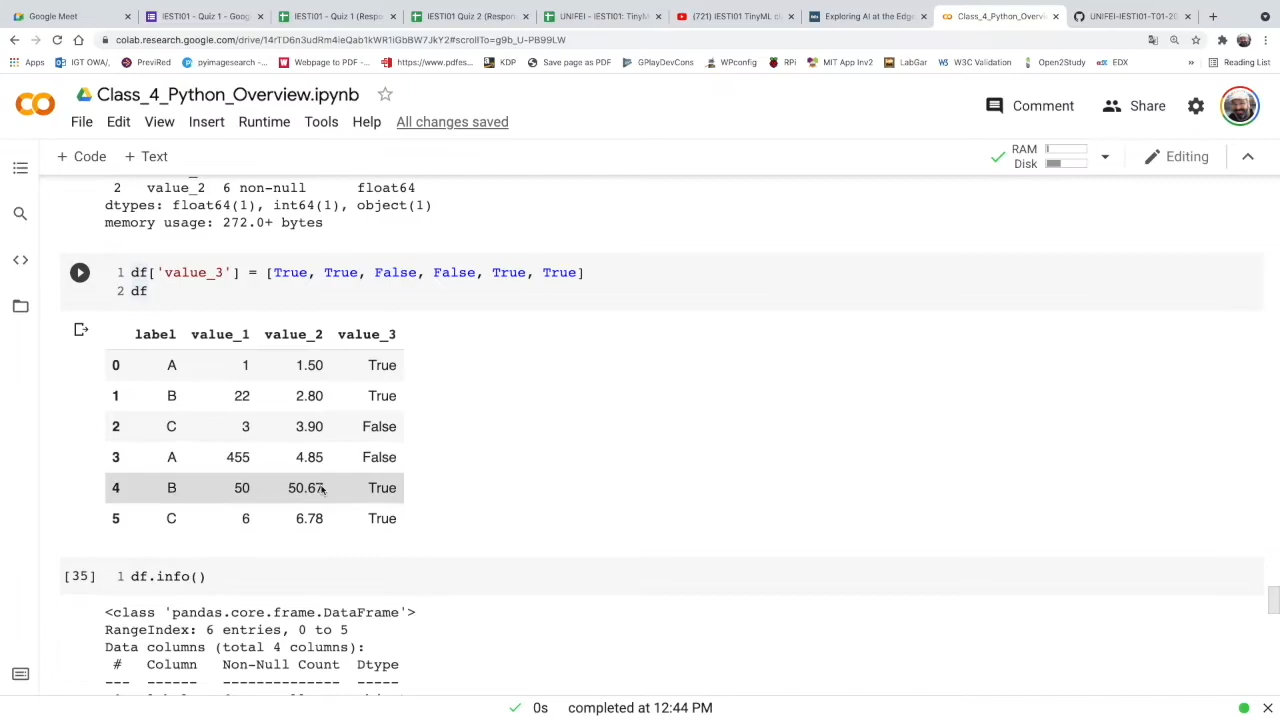 Google Meet
IESTI01 - Quiz 1 - Goog
IESTI01 - Quiz 1 (Respo
IESTI01 Quiz 2 (Respon
UNIFEI - IESTI01: TinyM
(721) IESTI01 TinyML cl
Exploring AI at the Edge
Class_4_Python_Overvi
UNIFEI-IESTI01-T01-20
colab.research.google.com/drive/14rTD6n3udRm4leQab1kWR1iGbBW7JkY2#scrollTo=g9b_U-PB99LW
Apps
IGT OWA/,
PreviRed
pyimagesearch -...
Webpage to PDF -...
https://www.pdfes...
KDP
Save page as PDF
GPlayDevCons
WPconfig
RPi
MIT App Inv2
LabGar
W3C Validation
Open2Study
EDX
»
Reading List
CO
Class_4_Python_Overview.ipynb
Comment
Share
File Edit View Insert Runtime Tools Help All changes saved
+ Code + Text
RAM
Disk
Editing
2 value_2 6 non-null float64
dtypes: float64(1), int64(1), object(1)
memory usage: 272.0+ bytes
1 df['value_3'] = [True, True, False, False, True, True]
2 df
label value_1 value_2 value_3
0 A 1 1.50 True
1 B 22 2.80 True
2 C 3 3.90 False
3 A 455 4.85 False
4 B 50 50.67 True
5 C 6 6.78 True
[35] 1 df.info()
<class 'pandas.core.frame.DataFrame'>
RangeIndex: 6 entries, 0 to 5
Data columns (total 4 columns):
# Column Non-Null Count Dtype
--- ------ -------------- -----
0s completed at 12:44 PM